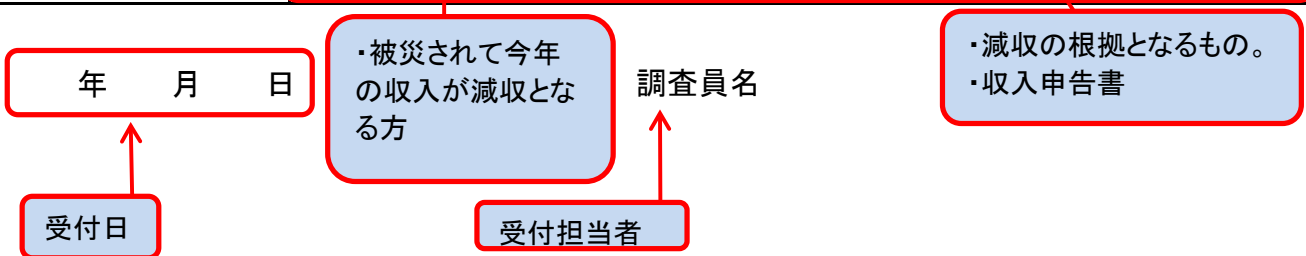 ・被災されて今年
の収入が減収とな
る方
・減収の根拠となるもの。
・収入申告書
年 月 日
調査員名
受付日
受付担当者